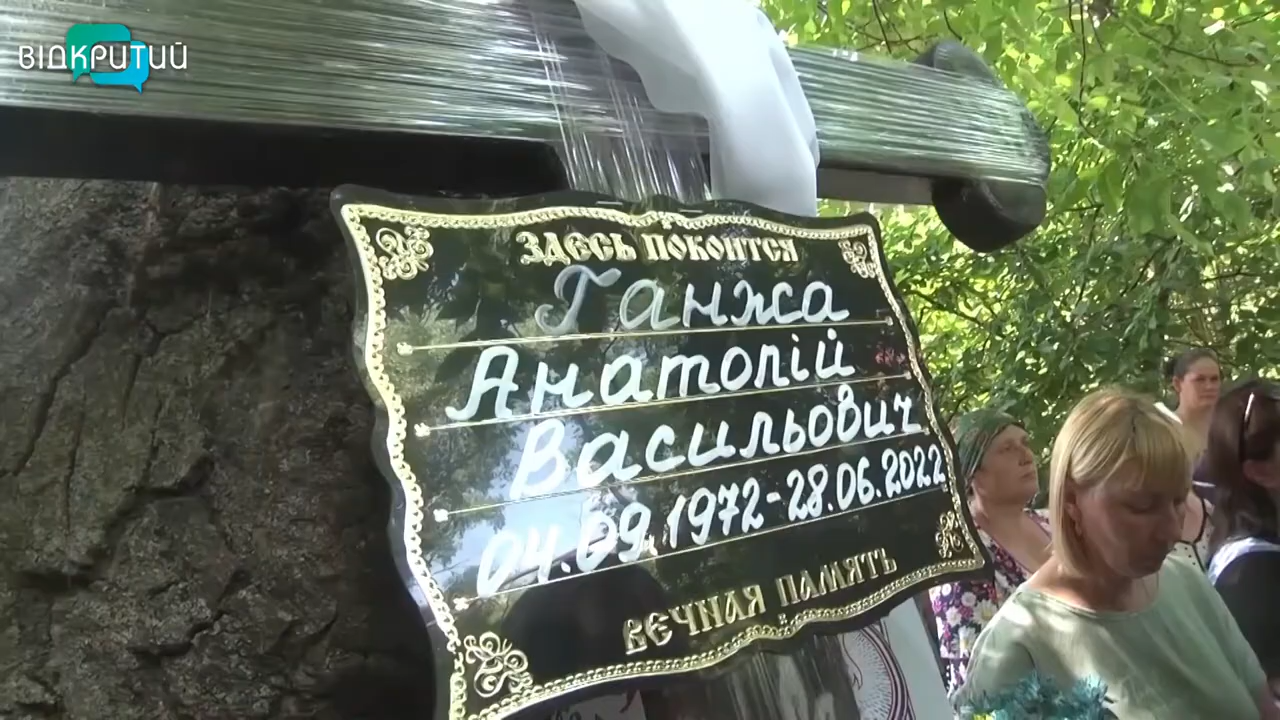 ВІДКРИТИЙ
ЗДЕСЬ ПОКОИТСЯ
Ганжа
Анатолій
Васильович
04.09.1972-28.06.2022
ВЕЧНАЯ ПАМЯТЬ